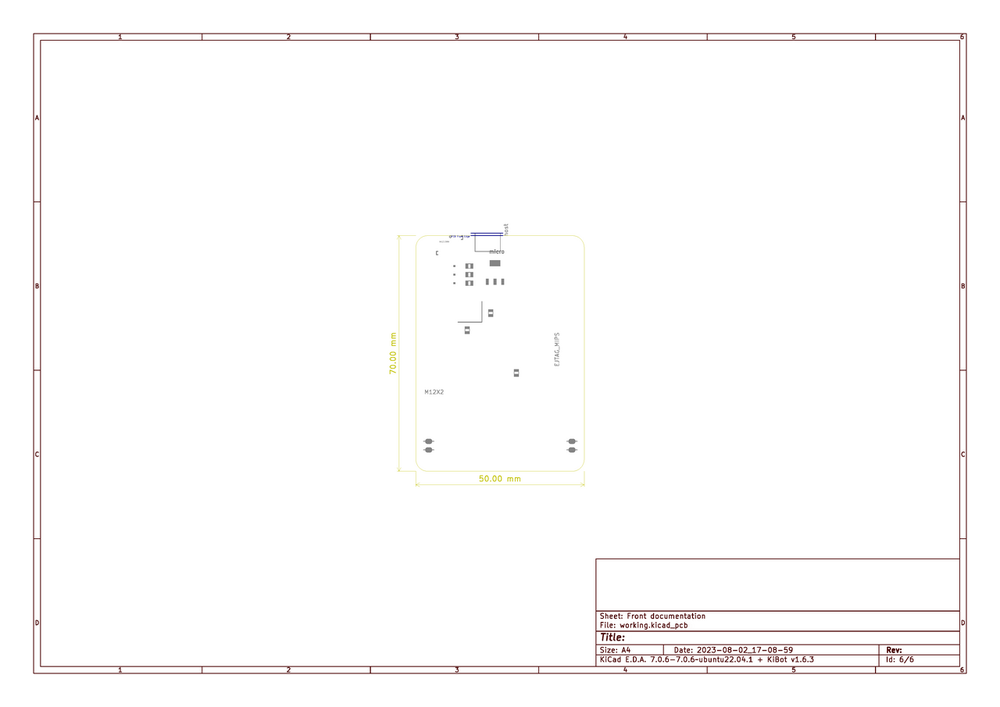 1 2 3 4 5 6
A A
host
micro
B B
70.00 mm
EJTAG_MIPS
M12X2
C C
50.00 mm
Sheet: Front documentation
File: working.kicad_pcb
Title:
D D
Size: A4 Date: 2023-08-02_17-08-59 Rev:
KiCad E.D.A. 7.0.6-7.0.6~ubuntu22.04.1 + KiBot v1.6.3 Id: 6/6
1 2 3 4 5 6